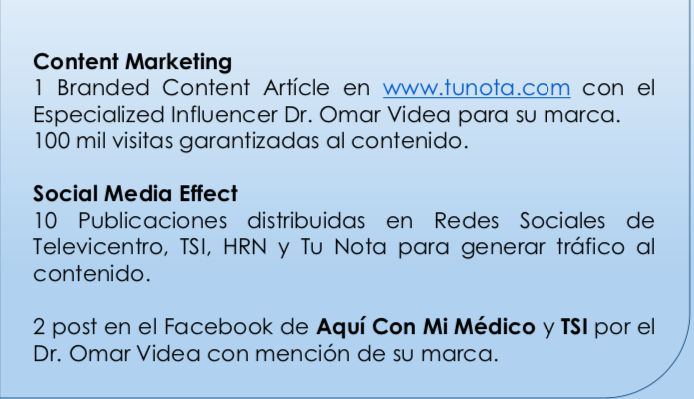 Content Marketing
1 Branded Content Artícle en www.tunota.com con el
Especialized Influencer Dr. Omar Videa para su marca.
100 mil visitas garantizadas al contenido.
Social Media Effect
10 Publicaciones distribuidas en Redes Sociales de
Televicentro, TSI, HRN y Tu Nota para generar tráfico al
contenido.
2 post en el Facebook de Aquí Con Mi Médico y TSI por el
Dr. Omar Videa con mención de su marca.